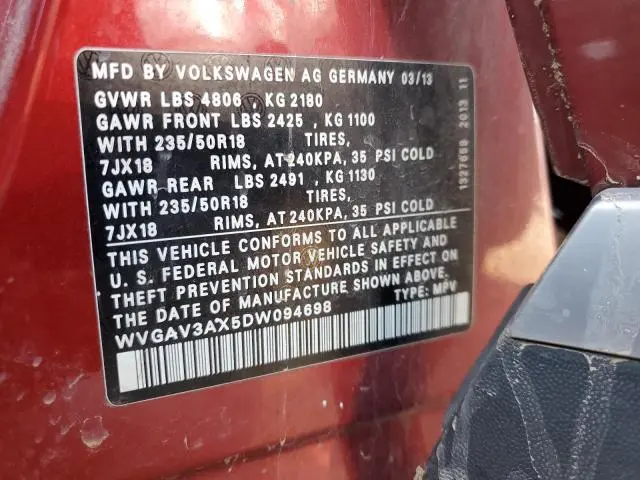 MFD BY VOLKSWAGEN AG GERMANY 03/13
GVWR LBS 4806 , KG 2180
GAWR FRONT LBS 2425 , KG 1100
WITH 235/50R18 TIRES,
7JX18 RIMS, AT 240KPA, 35 PSI COLD
GAWR REAR LBS 2491 , KG 1130
WITH 235/50R18 TIRES,
7JX18 RIMS, AT 240KPA, 35 PSI COLD
THIS VEHICLE CONFORMS TO ALL APPLICABLE
U. S. FEDERAL MOTOR VEHICLE SAFETY AND
THEFT PREVENTION STANDARDS IN EFFECT ON
THE DATE OF MANUFACTURE SHOWN ABOVE.
WVGAV3AX5DW094698 TYPE: MPV
1327658 2013 11